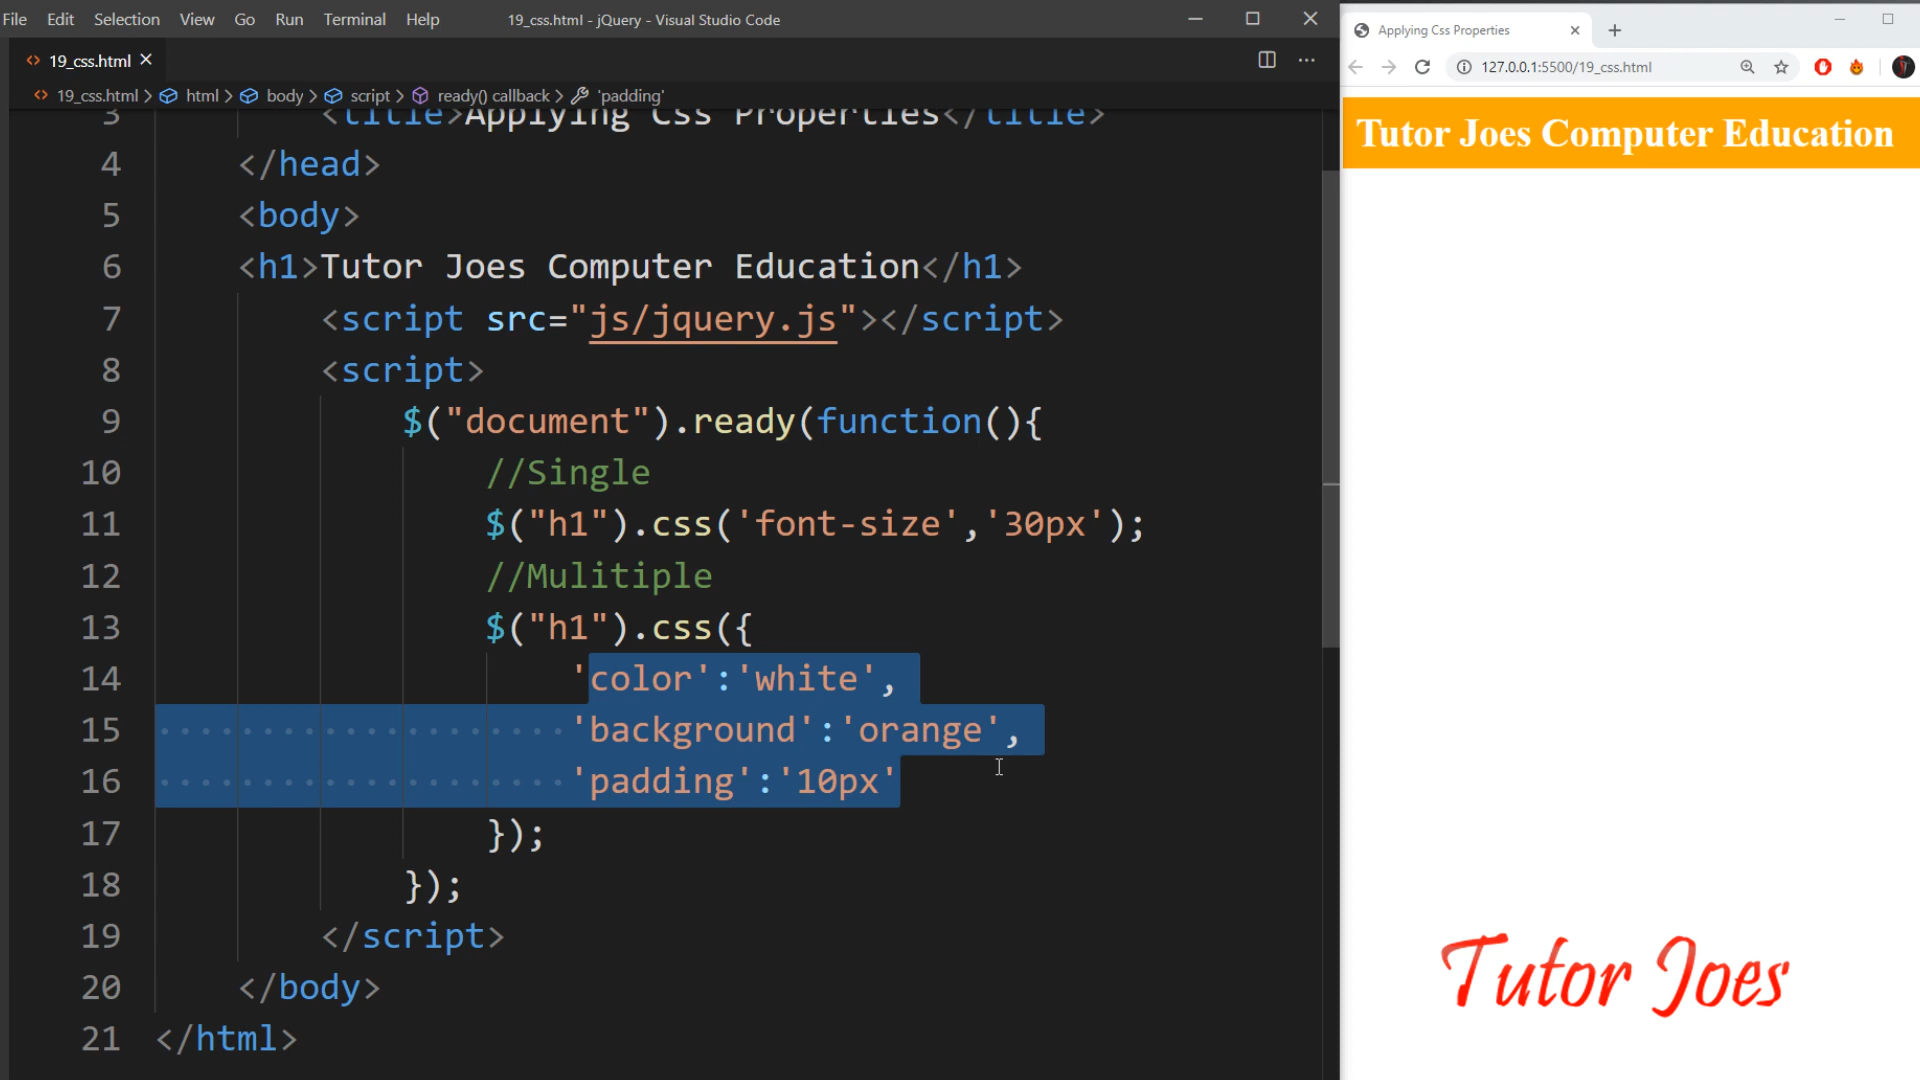 File Edit Selection View Go Run Terminal Help 19_css.html - jQuery - Visual Studio Code
19_css.html
19_css.html > html > body > script > ready() callback > 'padding'
3 <title>Applying Css Properties</title>
4 </head>
5 <body>
6 <h1>Tutor Joes Computer Education</h1>
7 <script src="js/jquery.js"></script>
8 <script>
9 $("document").ready(function(){
10 //Single
11 $("h1").css('font-size','30px');
12 //Mulitiple
13 $("h1").css({
14 'color':'white',
15 'background':'orange',
16 'padding':'10px'
17 });
18 });
19 </script>
20 </body>
21 </html>
Applying Css Properties
127.0.0.1:5500/19_css.html
Tutor Joes Computer Education
Tutor Joes